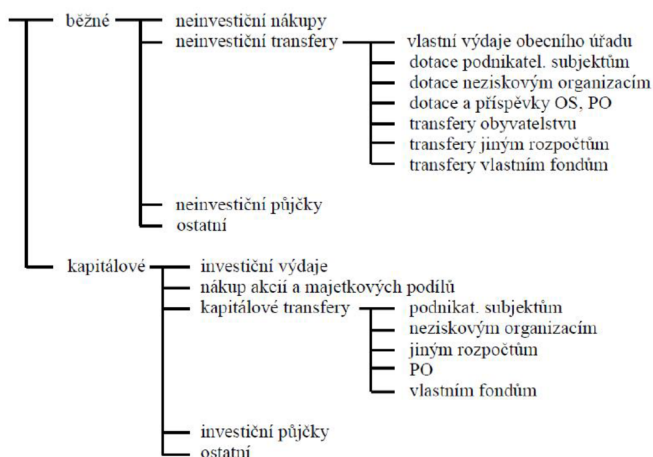 běžné neinvestiční nákupy
neinvestiční transfery vlastní výdaje obecního úřadu
dotace podnikatel. subjektům
dotace neziskovým organizacím
dotace a příspěvky OS, PO
transfery obyvatelstvu
transfery jiným rozpočtům
transfery vlastním fondům
neinvestiční půjčky
ostatní
kapitálové investiční výdaje
nákup akcií a majetkových podílů
kapitálové transfery podnikat. subjektům
neziskovým organizacím
jiným rozpočtům
PO
vlastním fondům
investiční půjčky
ostatní